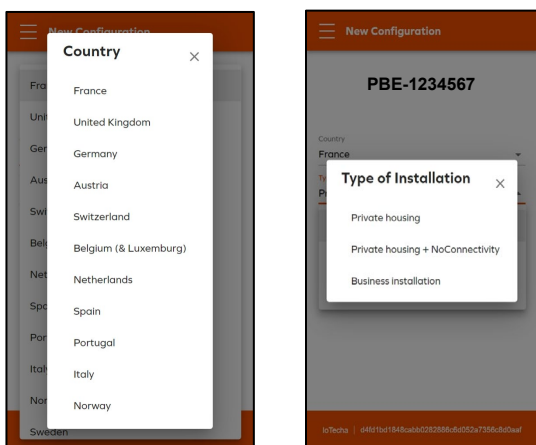 New Configuration
Country
France
United Kingdom
Germany
Austria
Switzerland
Belgium (& Luxemburg)
Netherlands
Spain
Portugal
Italy
Norway
Sweden
New Configuration
PBE-1234567
Country
France
Type of Installation
Private housing
Private housing + NoConnectivity
Business installation
IoTecha